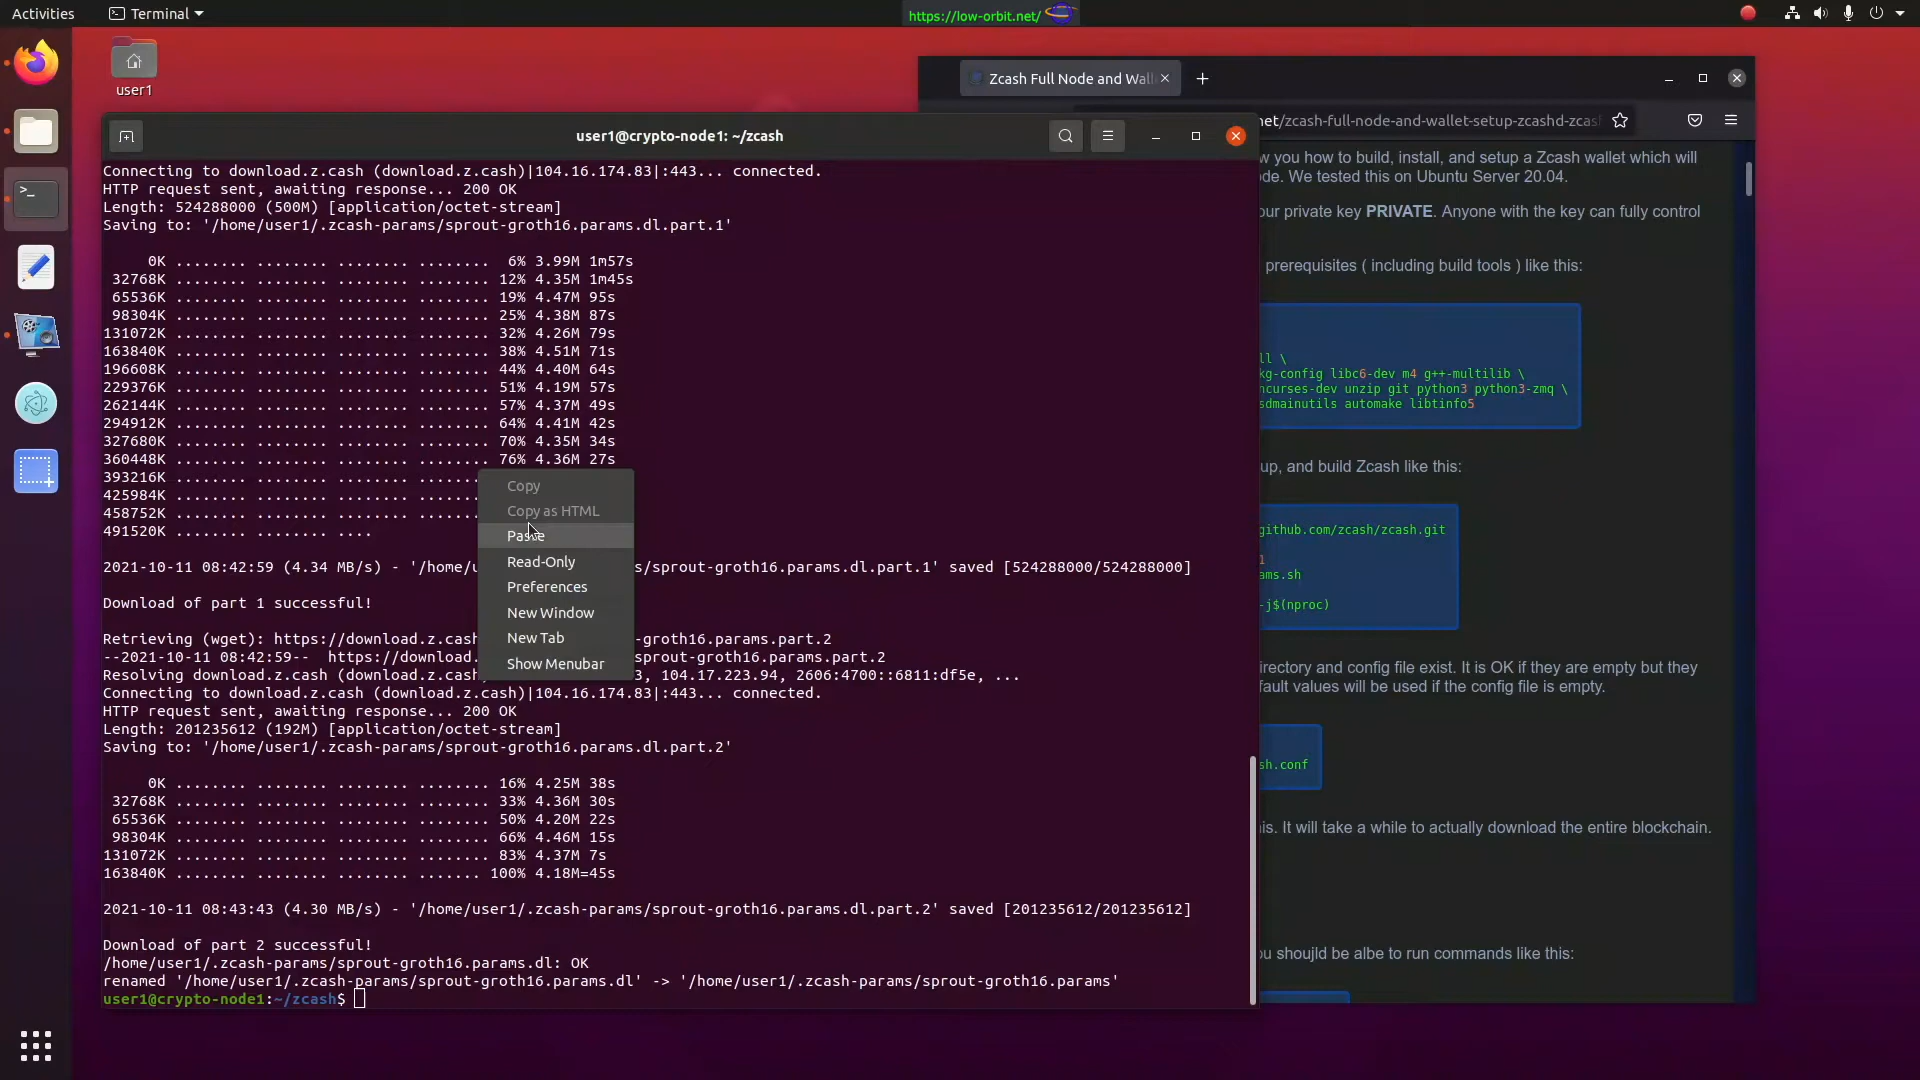 Activities
Terminal
https://low-orbit.net/
user1
Zcash Full Node and Wal
net/zcash-full-node-and-wallet-setup-zcashd-zcas
user1@crypto-node1: ~/zcash
Connecting to download.z.cash (download.z.cash)|104.16.174.83|:443... connected.
HTTP request sent, awaiting response... 200 OK
Length: 524288000 (500M) [application/octet-stream]
Saving to: '/home/user1/.zcash-params/sprout-groth16.params.dl.part.1'
0K ........ ........ ........ ........ 6% 3.99M 1m57s
32768K ........ ........ ........ ........ 12% 4.35M 1m45s
65536K ........ ........ ........ ........ 19% 4.47M 95s
98304K ........ ........ ........ ........ 25% 4.38M 87s
131072K ........ ........ ........ ........ 32% 4.26M 79s
163840K ........ ........ ........ ........ 38% 4.51M 71s
196608K ........ ........ ........ ........ 44% 4.40M 64s
229376K ........ ........ ........ ........ 51% 4.19M 57s
262144K ........ ........ ........ ........ 57% 4.37M 49s
294912K ........ ........ ........ ........ 64% 4.41M 42s
327680K ........ ........ ........ ........ 70% 4.35M 34s
360448K ........ ........ ........ ........ 76% 4.36M 27s
393216K ........ ........ ........ .......
425984K ........ ........ ........ .......
458752K ........ ........ ........ .......
491520K ........ ........ ....
2021-10-11 08:42:59 (4.34 MB/s) - '/home/u
/sprout-groth16.params.dl.part.1' saved [524288000/524288000]
Download of part 1 successful!
Retrieving (wget): https://download.z.cash
-groth16.params.part.2
--2021-10-11 08:42:59-- https://download.z.
sprout-groth16.params.part.2
Resolving download.z.cash (download.z.cash)
3, 104.17.223.94, 2606:4700::6811:df5e, ...
Connecting to download.z.cash (download.z.cash)|104.16.174.83|:443... connected.
HTTP request sent, awaiting response... 200 OK
Length: 201235612 (192M) [application/octet-stream]
Saving to: '/home/user1/.zcash-params/sprout-groth16.params.dl.part.2'
0K ........ ........ ........ ........ 16% 4.25M 38s
32768K ........ ........ ........ ........ 33% 4.36M 30s
65536K ........ ........ ........ ........ 50% 4.20M 22s
98304K ........ ........ ........ ........ 66% 4.46M 15s
131072K ........ ........ ........ ........ 83% 4.37M 7s
163840K ........ ........ ........ ....... 100% 4.18M=45s
2021-10-11 08:43:43 (4.30 MB/s) - '/home/user1/.zcash-params/sprout-groth16.params.dl.part.2' saved [201235612/201235612]
Download of part 2 successful!
/home/user1/.zcash-params/sprout-groth16.params.dl: OK
renamed '/home/user1/.zcash-params/sprout-groth16.params.dl' -> '/home/user1/.zcash-params/sprout-groth16.params'
user1@crypto-node1:~/zcash$
Copy
Copy as HTML
Paste
Read-Only
Preferences
New Window
New Tab
Show Menubar
w you how to build, install, and setup a Zcash wallet which will
de. We tested this on Ubuntu Server 20.04.
our private key PRIVATE. Anyone with the key can fully control
prerequisites ( including build tools ) like this:
ll \
kg-config libc6-dev m4 g++-multilib \
ncurses-dev unzip git python3 python3-zmq \
sdmainutils automake libtinfo5
up, and build Zcash like this:
github.com/zcash/zcash.git
1
ams.sh
-j$(nproc)
irectory and config file exist. It is OK if they are empty but they
fault values will be used if the config file is empty.
sh.conf
is. It will take a while to actually download the entire blockchain.
ou shoujld be albe to run commands like this: